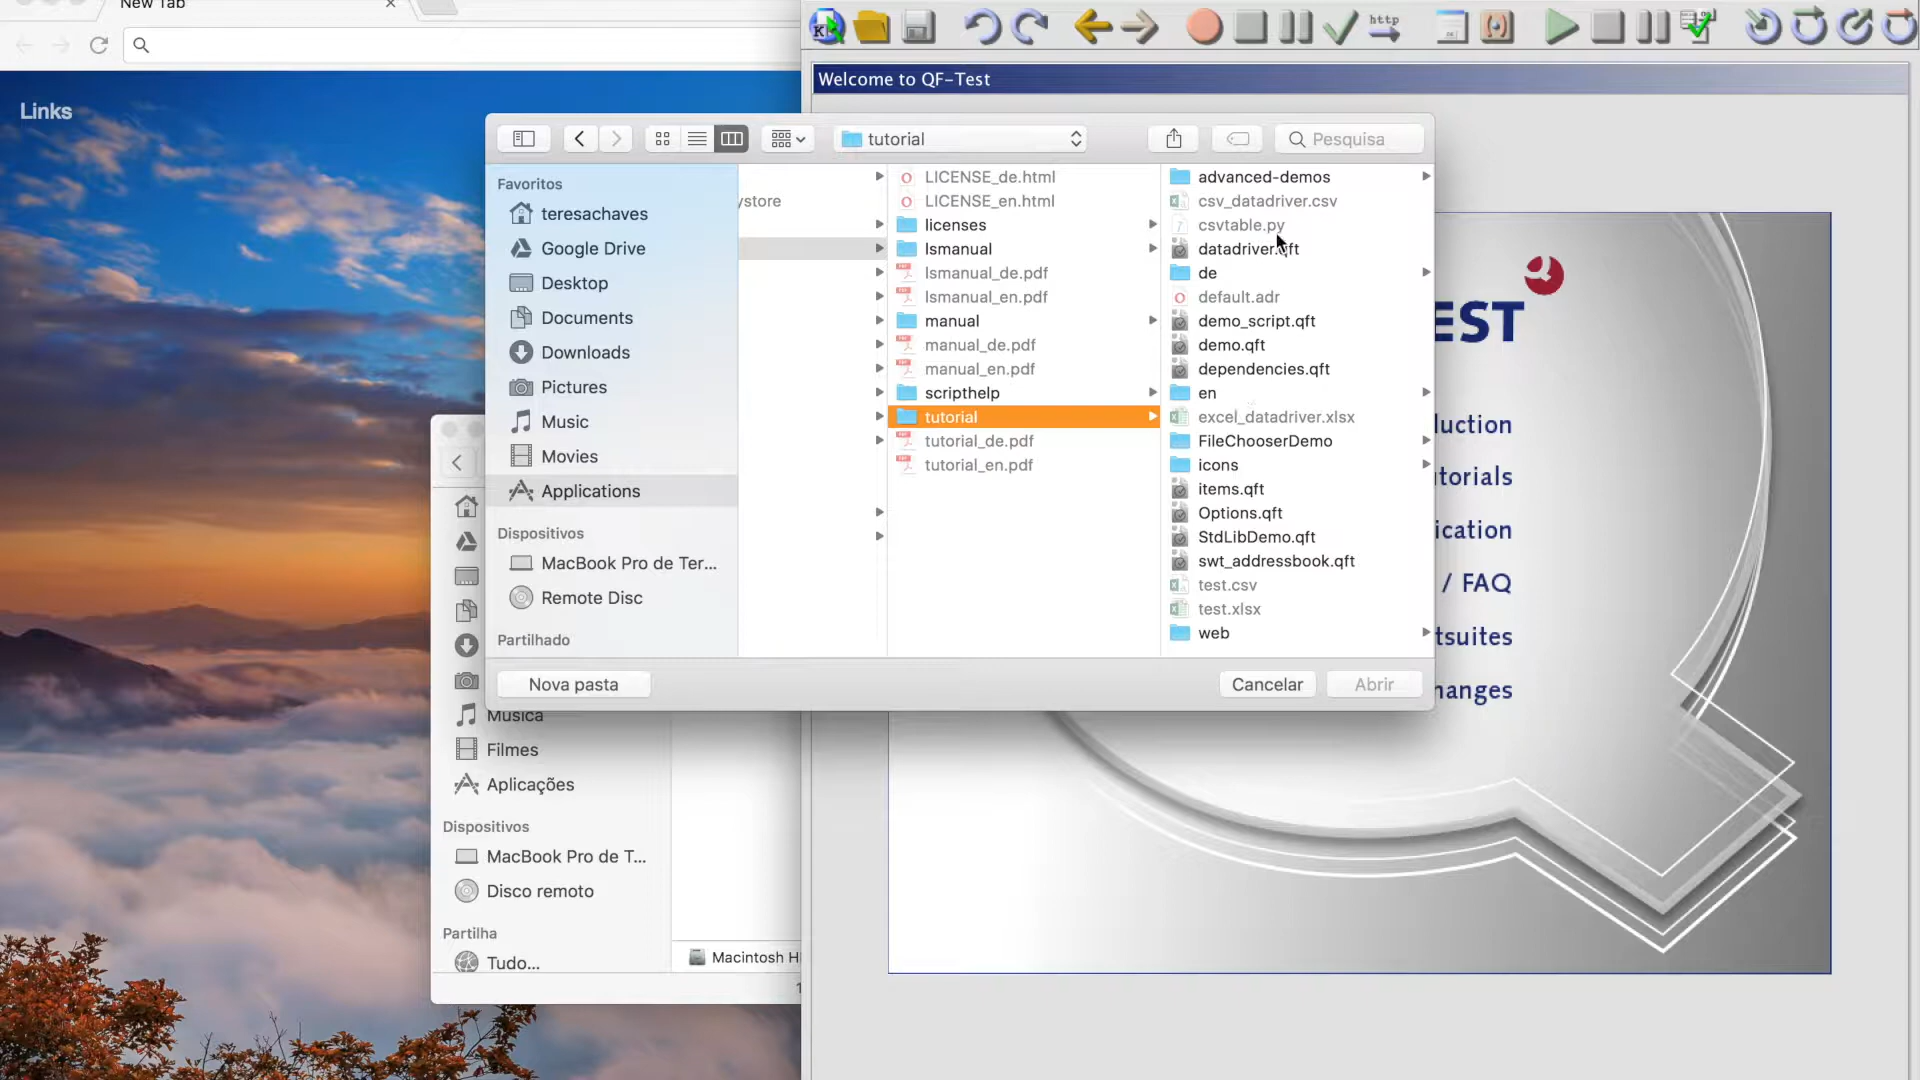 New Tab
http
Links
Welcome to QF-Test
tutorial
Pesquisa
Favoritos
teresachaves
Google Drive
Desktop
Documents
Downloads
Pictures
Music
Movies
Applications
Dispositivos
MacBook Pro de Ter...
Remote Disc
Partilhado
ystore
LICENSE_de.html
LICENSE_en.html
licenses
lsmanual
lsmanual_de.pdf
lsmanual_en.pdf
manual
manual_de.pdf
manual_en.pdf
scripthelp
tutorial
tutorial_de.pdf
tutorial_en.pdf
advanced-demos
csv_datadriver.csv
csvtable.py
datadriver.qft
de
default.adr
demo_script.qft
demo.qft
dependencies.qft
en
excel_datadriver.xlsx
FileChooserDemo
icons
items.qft
Options.qft
StdLibDemo.qft
swt_addressbook.qft
test.csv
test.xlsx
web
Nova pasta
Cancelar
Abrir
EST
uction
torials
ication
/ FAQ
tsuites
hanges
Música
Filmes
Aplicações
Dispositivos
MacBook Pro de T...
Disco remoto
Partilha
Tudo...
Macintosh H